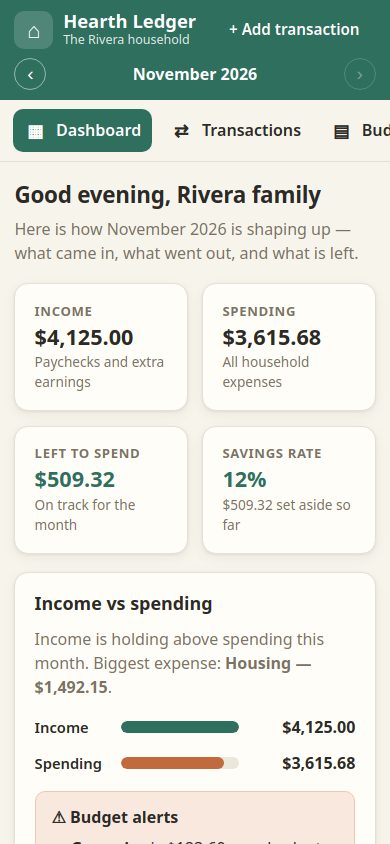 Hearth Ledger
The Rivera household
+ Add transaction
November 2026
Dashboard
Transactions
Good evening, Rivera family
Here is how November 2026 is shaping up —
what came in, what went out, and what is left.
INCOME
$4,125.00
Paychecks and extra
earnings
SPENDING
$3,615.68
All household
expenses
LEFT TO SPEND
$509.32
On track for the
month
SAVINGS RATE
12%
$509.32 set aside so
far
Income vs spending
Income is holding above spending this
month. Biggest expense: Housing —
$1,492.15.
Income $4,125.00
Spending $3,615.68
⚠ Budget alerts